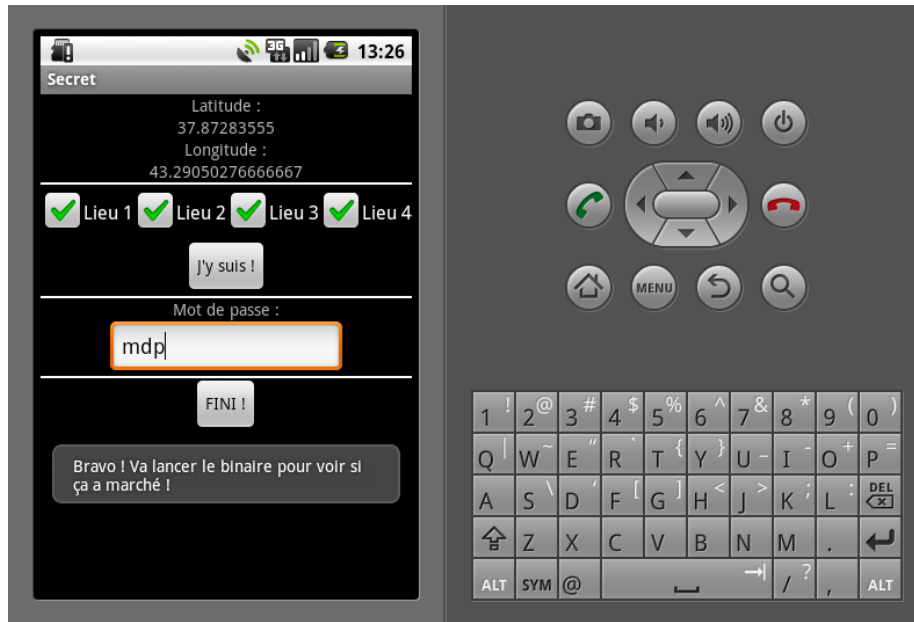 3G 13:26
Secret
Latitude :
37.87283555
Longitude :
43.29050276666667
Lieu 1 Lieu 2 Lieu 3 Lieu 4
J'y suis !
Mot de passe :
mdp
FINI !
Bravo ! Va lancer le binaire pour voir si
ça a marché !
MENU
1 ! 2 @ 3 # 4 $ 5 % 6 ^ 7 & 8 * 9 ( 0 )
Q | W ~ E " R ` T { Y } U - I - O + P =
A S \ D ' F [ G ] H < J > K ; L : DEL
Z X C V B N M .
ALT SYM @ / ? , ALT